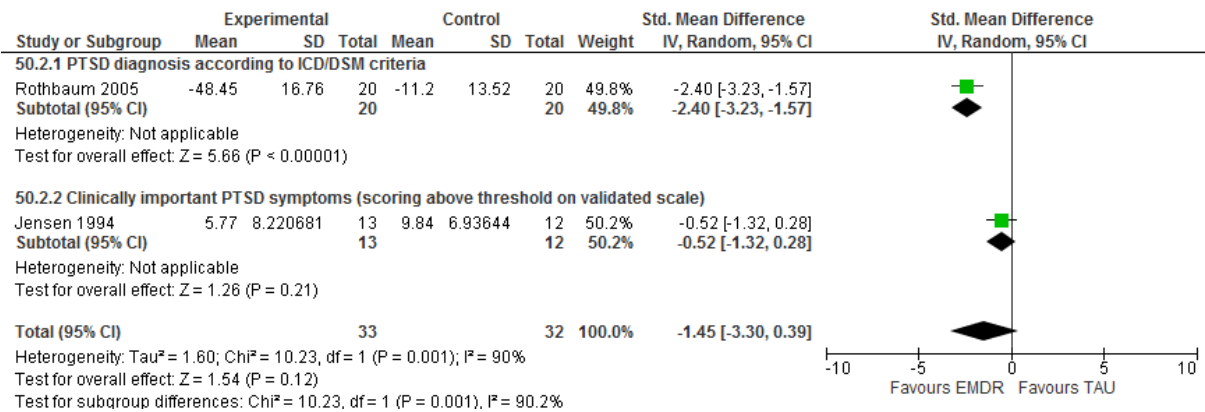 Experimental Control Std. Mean Difference Std. Mean Difference
Study or Subgroup Mean SD Total Mean SD Total Weight IV, Random, 95% CI IV, Random, 95% CI
50.2.1 PTSD diagnosis according to ICD/DSM criteria
Rothbaum 2005 -48.45 16.76 20 -11.2 13.52 20 49.8% -2.40 [-3.23, -1.57]
Subtotal (95% CI) 20 20 49.8% -2.40 [-3.23, -1.57]
Heterogeneity: Not applicable
Test for overall effect: Z = 5.66 (P < 0.00001)
50.2.2 Clinically important PTSD symptoms (scoring above threshold on validated scale)
Jensen 1994 5.77 8.220681 13 9.84 6.93644 12 50.2% -0.52 [-1.32, 0.28]
Subtotal (95% CI) 13 12 50.2% -0.52 [-1.32, 0.28]
Heterogeneity: Not applicable
Test for overall effect: Z = 1.26 (P = 0.21)
Total (95% CI) 33 32 100.0% -1.45 [-3.30, 0.39]
Heterogeneity: Tau² = 1.60; Chi² = 10.23, df = 1 (P = 0.001); I² = 90%
Test for overall effect: Z = 1.54 (P = 0.12)
Test for subgroup differences: Chi² = 10.23, df = 1 (P = 0.001), I² = 90.2%
-10 -5 0 5 10
Favours EMDR Favours TAU